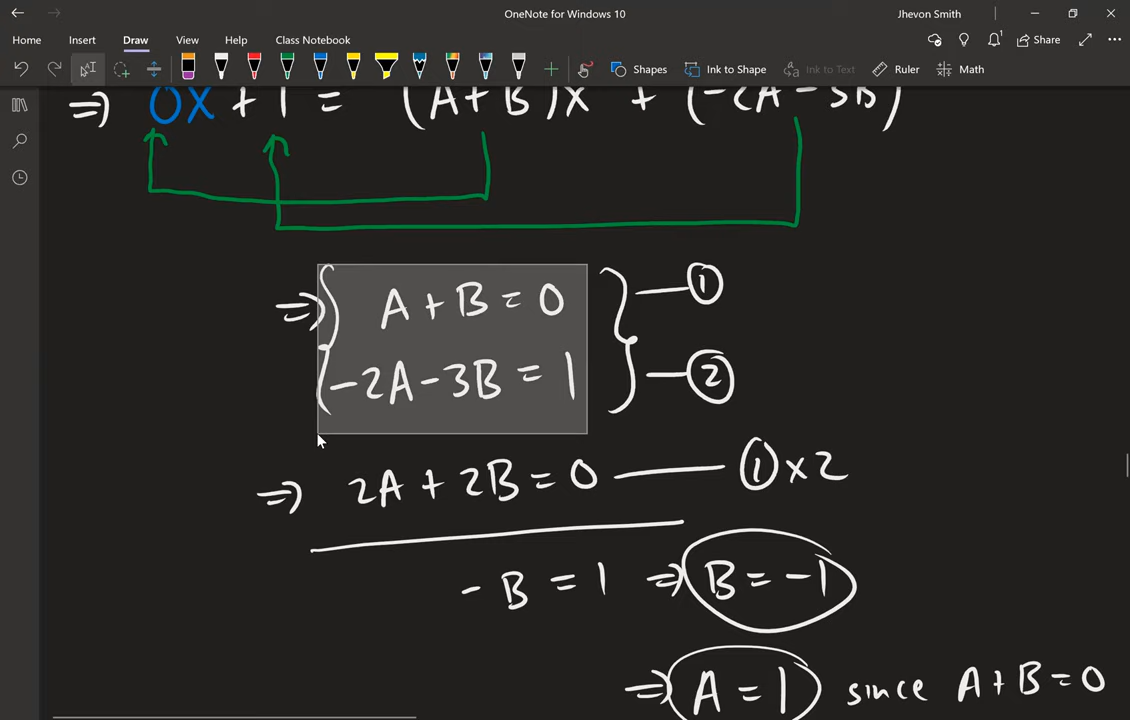 OneNote for Windows 10
Jhevon Smith
Home Insert Draw View Help Class Notebook
Share
Shapes Ink to Shape Ink to Text Ruler Math
⇒ 0x + 1 = (A+B)x + (-2A-3B)
⇒ { A + B = 0 } — ①
{ -2A - 3B = 1 } — ②
⇒ 2A + 2B = 0 — ① x 2
-B = 1 ⇒ B = -1
⇒ A = 1 since A+B=0